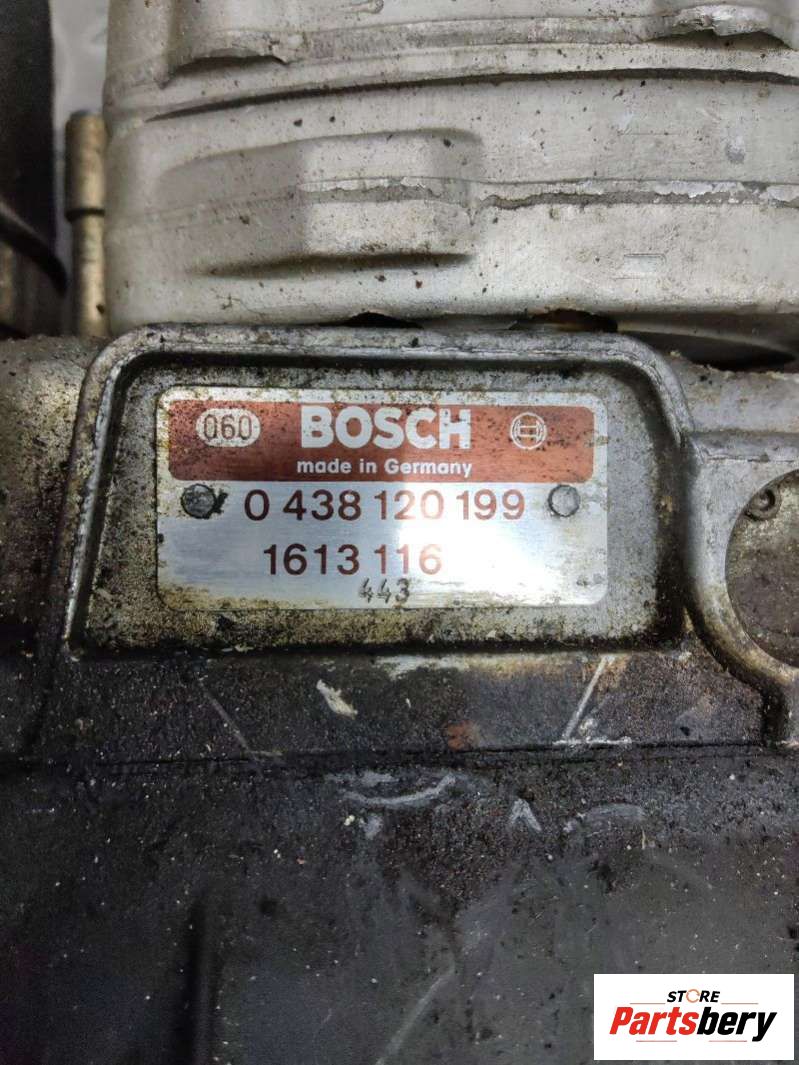 060 BOSCH
made in Germany
0 438 120 199
1613 116
443
STORE
Partsbery